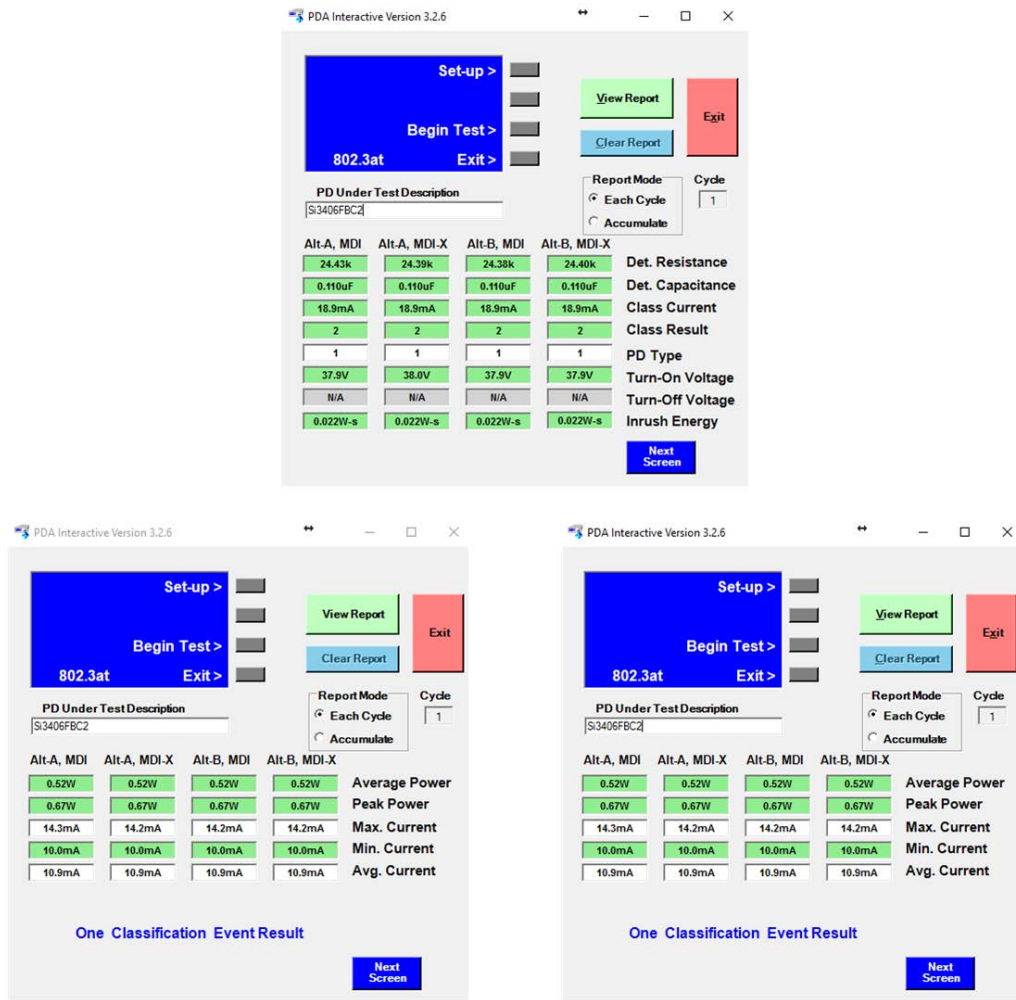 PDA Interactive Version 3.2.6
Set-up >
Begin Test >
802.3at Exit >
View Report
Clear Report
Exit
Report Mode
Each Cycle
Accumulate
Cycle
1
PD Under Test Description
Si3406FBC2
Alt-A, MDI Alt-A, MDI-X Alt-B, MDI Alt-B, MDI-X
24.43k 24.39k 24.38k 24.40k Det. Resistance
0.110uF 0.110uF 0.110uF 0.110uF Det. Capacitance
18.9mA 18.9mA 18.9mA 18.9mA Class Current
2 2 2 2 Class Result
1 1 1 1 PD Type
37.9V 38.0V 37.9V 37.9V Turn-On Voltage
N/A N/A N/A N/A Turn-Off Voltage
0.022W-s 0.022W-s 0.022W-s 0.022W-s Inrush Energy
Next
Screen
PDA Interactive Version 3.2.6
Set-up >
Begin Test >
802.3at Exit >
View Report
Clear Report
Exit
Report Mode
Each Cycle
Accumulate
Cycle
1
PD Under Test Description
Si3406FBC2
Alt-A, MDI Alt-A, MDI-X Alt-B, MDI Alt-B, MDI-X
0.52W 0.52W 0.52W 0.52W Average Power
0.67W 0.67W 0.67W 0.67W Peak Power
14.3mA 14.2mA 14.2mA 14.2mA Max. Current
10.0mA 10.0mA 10.0mA 10.0mA Min. Current
10.9mA 10.9mA 10.9mA 10.9mA Avg. Current
One Classification Event Result
Next
Screen
PDA Interactive Version 3.2.6
Set-up >
Begin Test >
802.3at Exit >
View Report
Clear Report
Exit
Report Mode
Each Cycle
Accumulate
Cycle
1
PD Under Test Description
Si3406FBC2
Alt-A, MDI Alt-A, MDI-X Alt-B, MDI Alt-B, MDI-X
0.52W 0.52W 0.52W 0.52W Average Power
0.67W 0.67W 0.67W 0.67W Peak Power
14.3mA 14.2mA 14.2mA 14.2mA Max. Current
10.0mA 10.0mA 10.0mA 10.0mA Min. Current
10.9mA 10.9mA 10.9mA 10.9mA Avg. Current
One Classification Event Result
Next
Screen